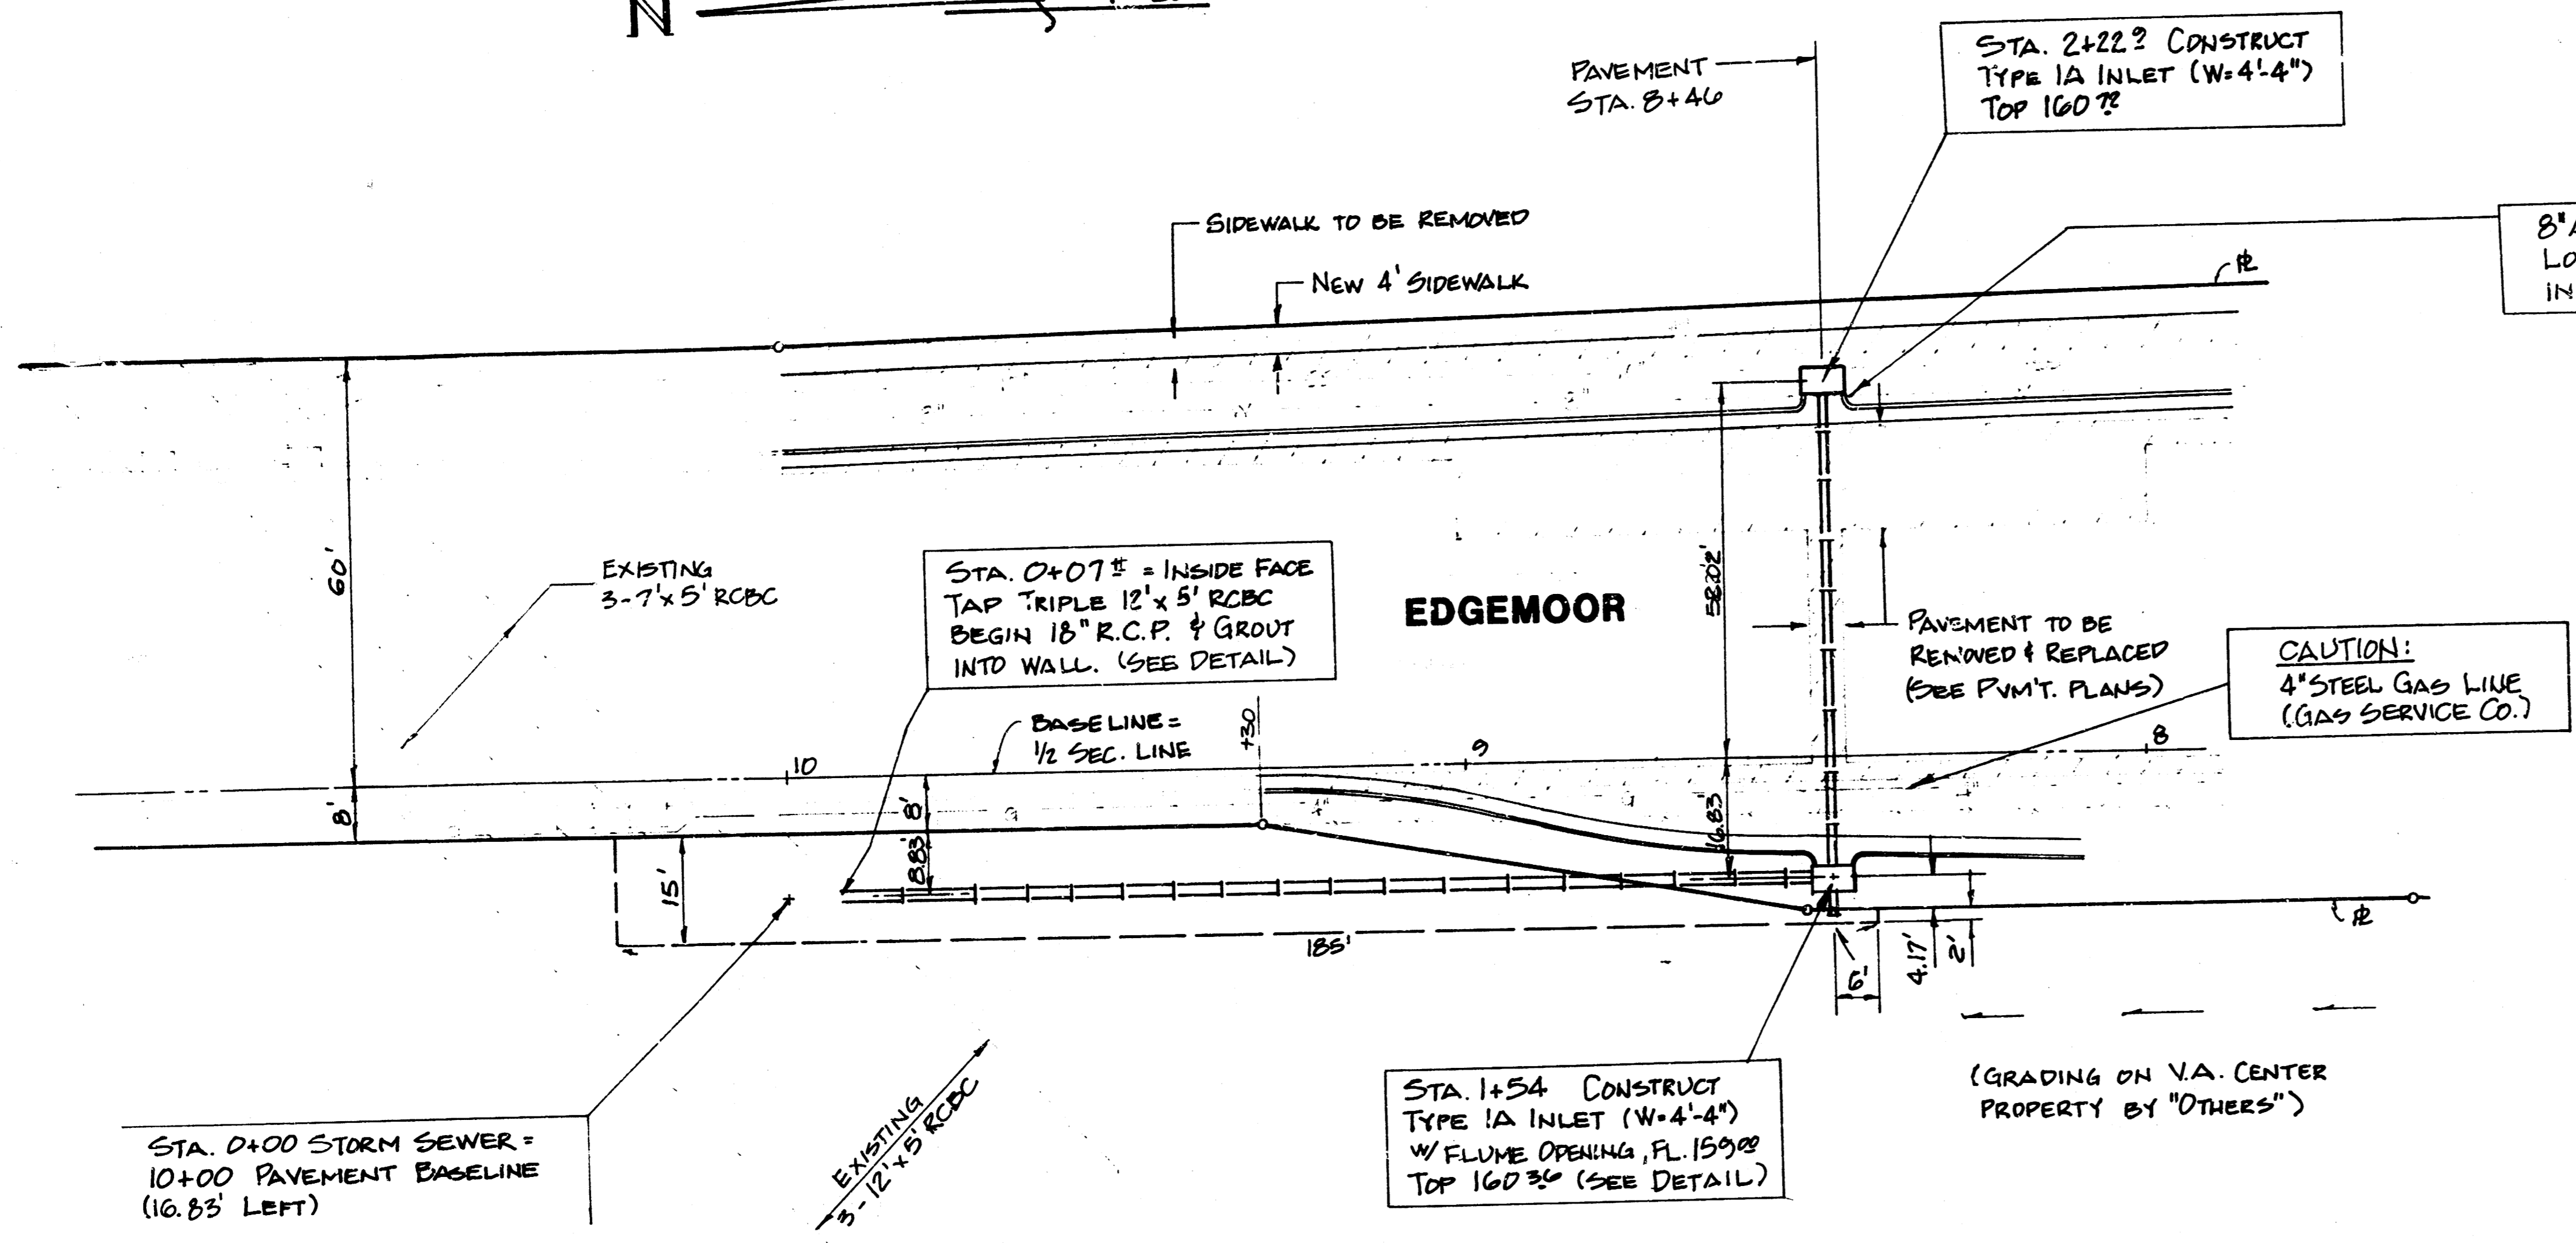 N
PAVEMENT
STA. 8+46
STA. 2+22 CONSTRUCT
TYPE 1A INLET (W=4'-4")
TOP 160
SIDEWALK TO BE REMOVED
NEW 4' SIDEWALK
8"
LO
IN
PL
60'
EXISTING
3-7'x5' RCBC
STA. 0+07± = INSIDE FACE
TAP TRIPLE 12'x5' RCBC
BEGIN 18" R.C.P. & GROUT
INTO WALL. (SEE DETAIL)
EDGEMOOR
PAVEMENT TO BE
REMOVED & REPLACED
(SEE PVM'T. PLANS)
CAUTION:
4" STEEL GAS LINE
(GAS SERVICE CO.)
BASELINE =
1/2 SEC. LINE
+30
10
9
8
8'
8'
8.83'
16.83'
15'
185'
6'
4.17'
2'
PL
STA. 0+00 STORM SEWER =
10+00 PAVEMENT BASELINE
(16.83' LEFT)
EXISTING
3-12'x5' RCBC
STA. 1+54 CONSTRUCT
TYPE 1A INLET (W=4'-4")
W/ FLUME OPENING, FL. 159.00
TOP 160.36 (SEE DETAIL)
(GRADING ON V.A. CENTER
PROPERTY BY "OTHERS")